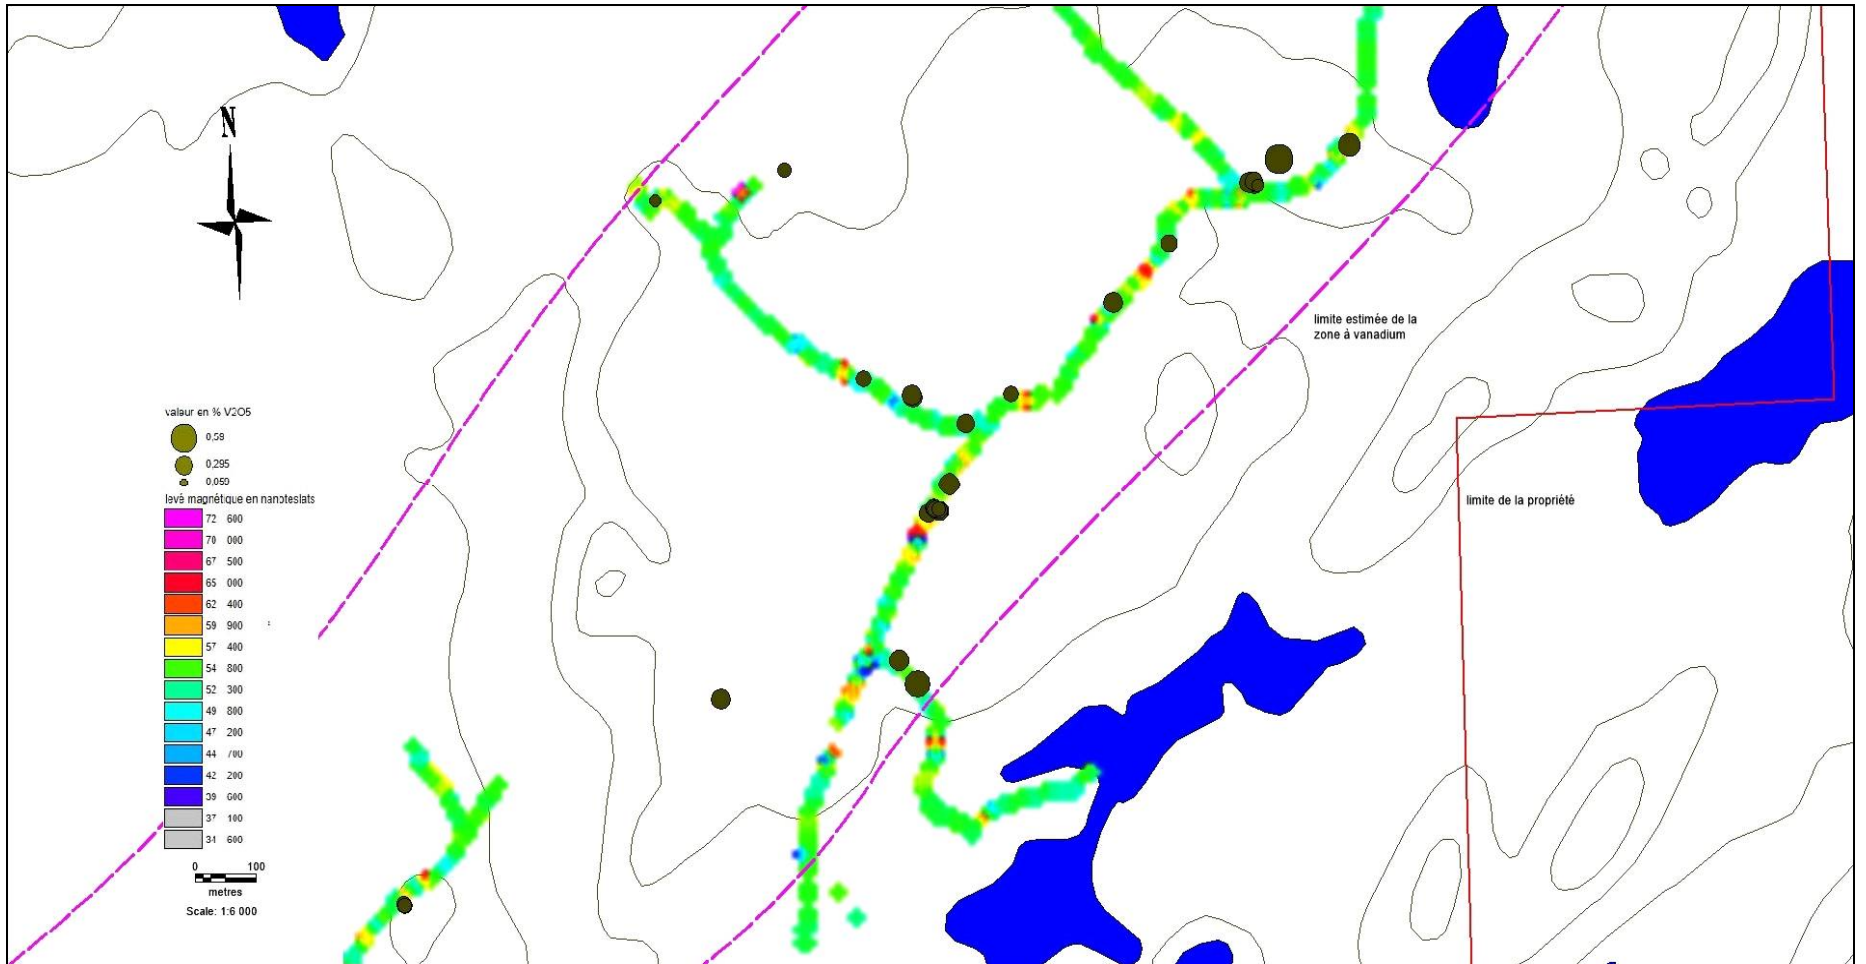 N
limite estimée de la
zone à vanadium
valeur en % V2O5
0,59
0,295
0,059
levé magnétique en nanoteslats
72 600
70 000
67 500
65 000
62 400
59 900
57 400
54 800
52 300
49 800
47 200
44 700
42 200
39 600
37 100
34 600
limite de la propriété
0 100
metres
Scale: 1:6 000